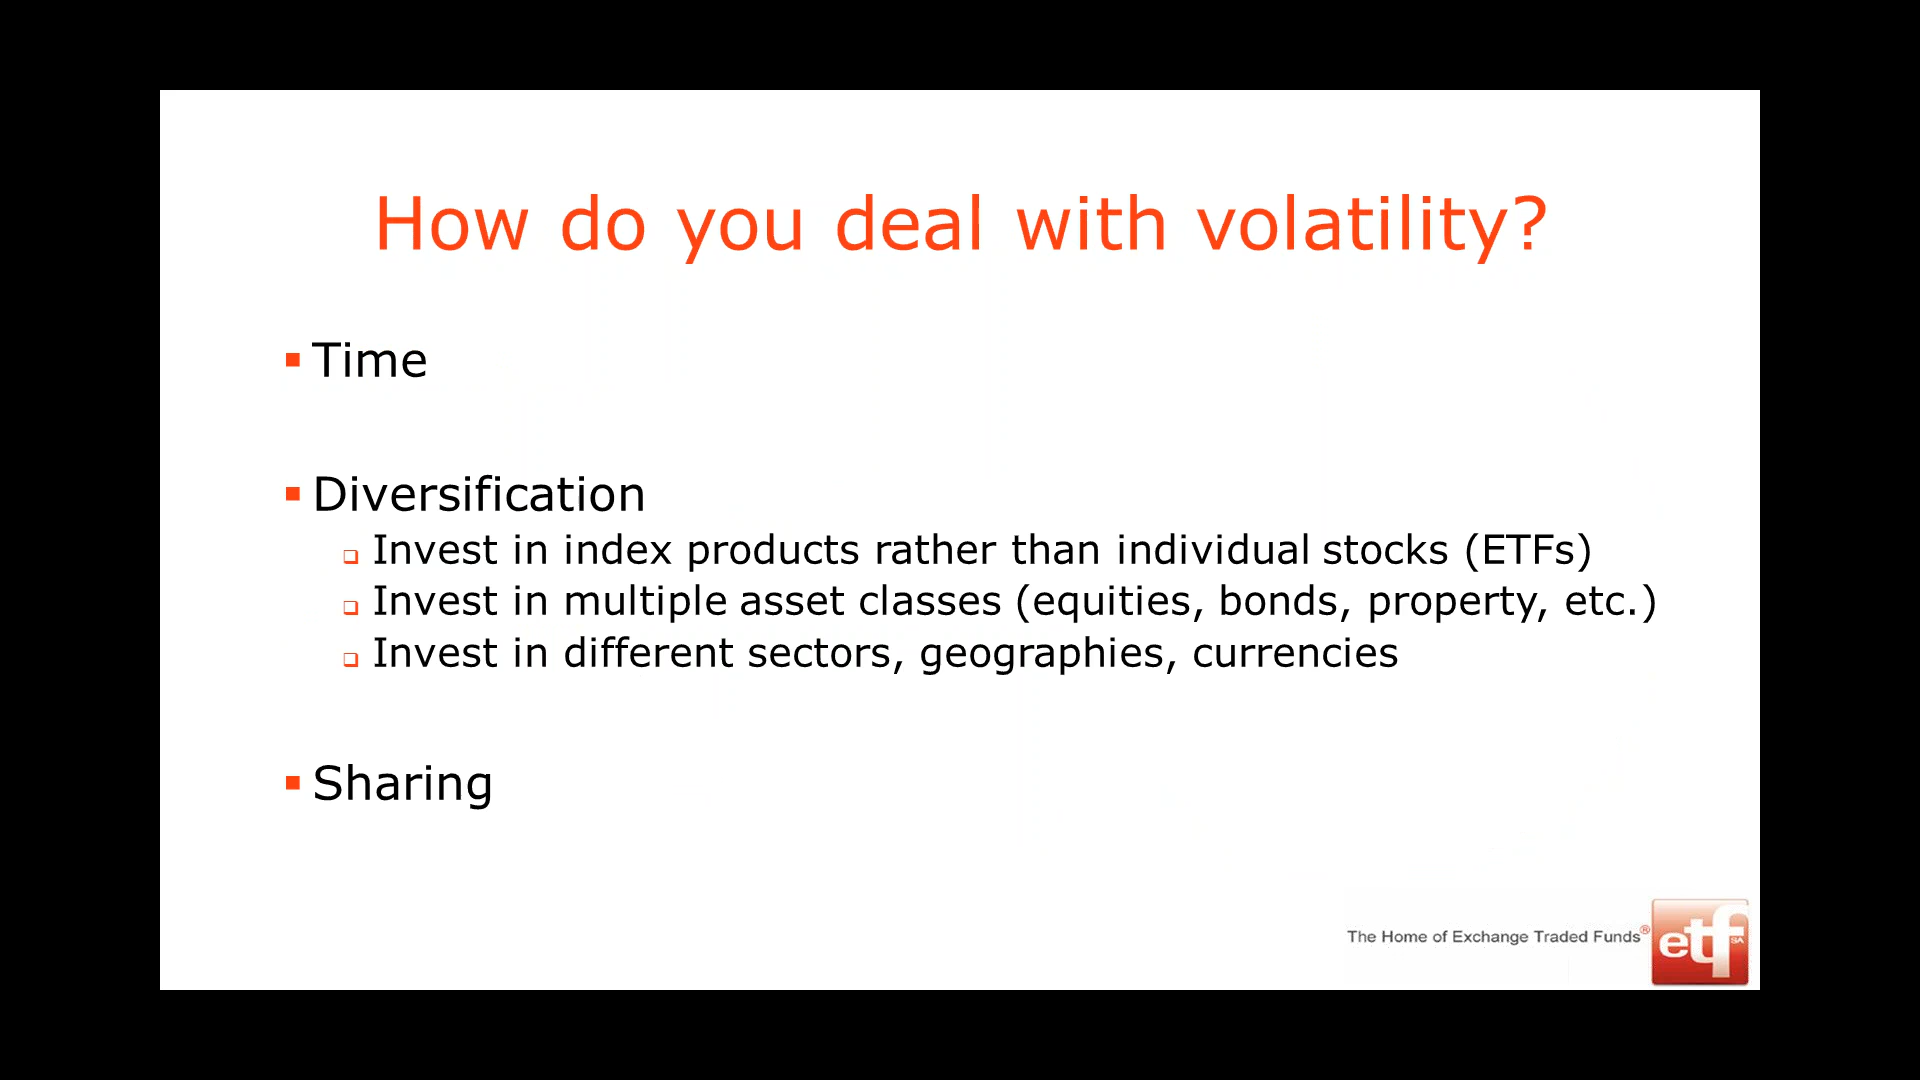 How do you deal with volatility?
Time
Diversification
Invest in index products rather than individual stocks (ETFs)
Invest in multiple asset classes (equities, bonds, property, etc.)
Invest in different sectors, geographies, currencies
Sharing
The Home of Exchange Traded Funds®
etf
SA